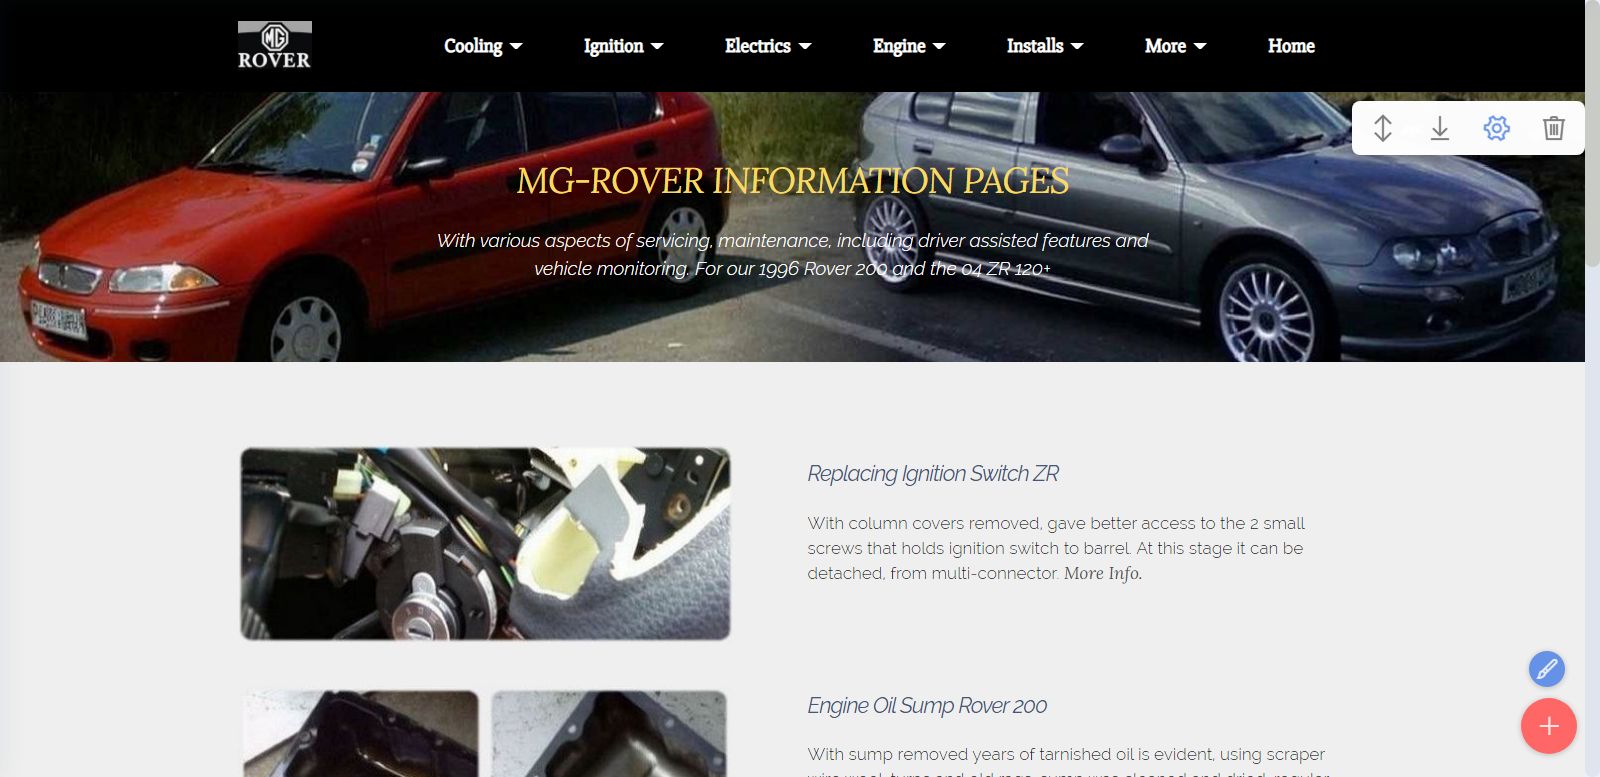 MG
ROVER
Cooling
Ignition
Electrics
Engine
Installs
More
Home
MG-ROVER INFORMATION PAGES
With various aspects of servicing, maintenance, including driver assisted features and
vehicle monitoring. For our 1996 Rover 200 and the 04 ZR 120+
Replacing Ignition Switch ZR
With column covers removed, gave better access to the 2 small
screws that holds ignition switch to barrel. At this stage it can be
detached, from multi-connector. More Info.
Engine Oil Sump Rover 200
With sump removed years of tarnished oil is evident, using scraper